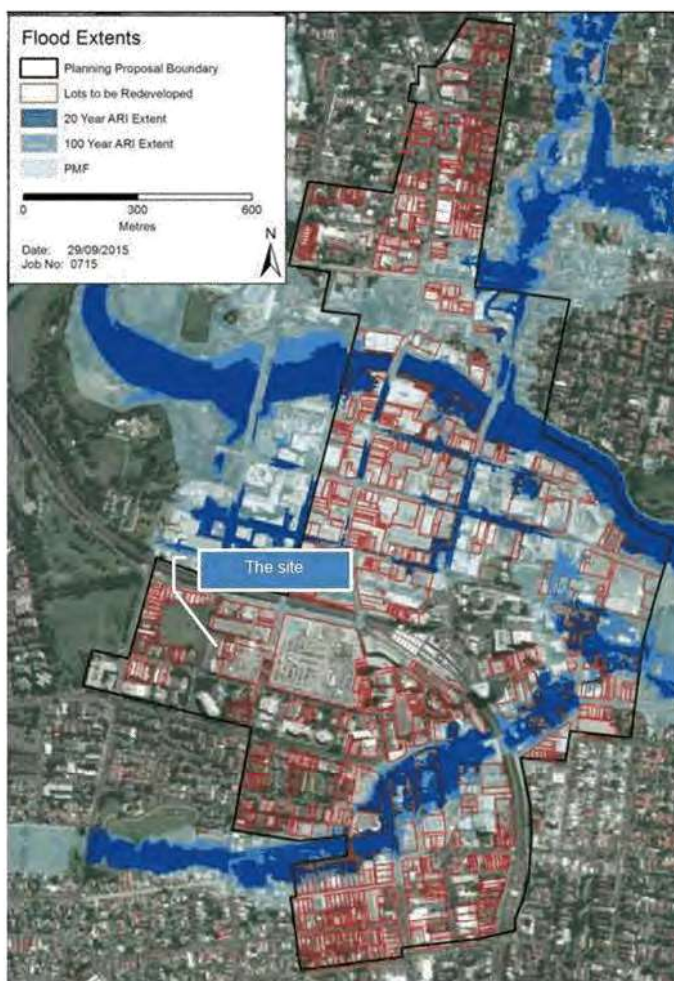 Flood Extents
Planning Proposal Boundary
Lots to be Redeveloped
20 Year ARI Extent
100 Year ARI Extent
PMF
0 300 600
Metres
N
Date: 29/09/2015
Job No: 0715
The site